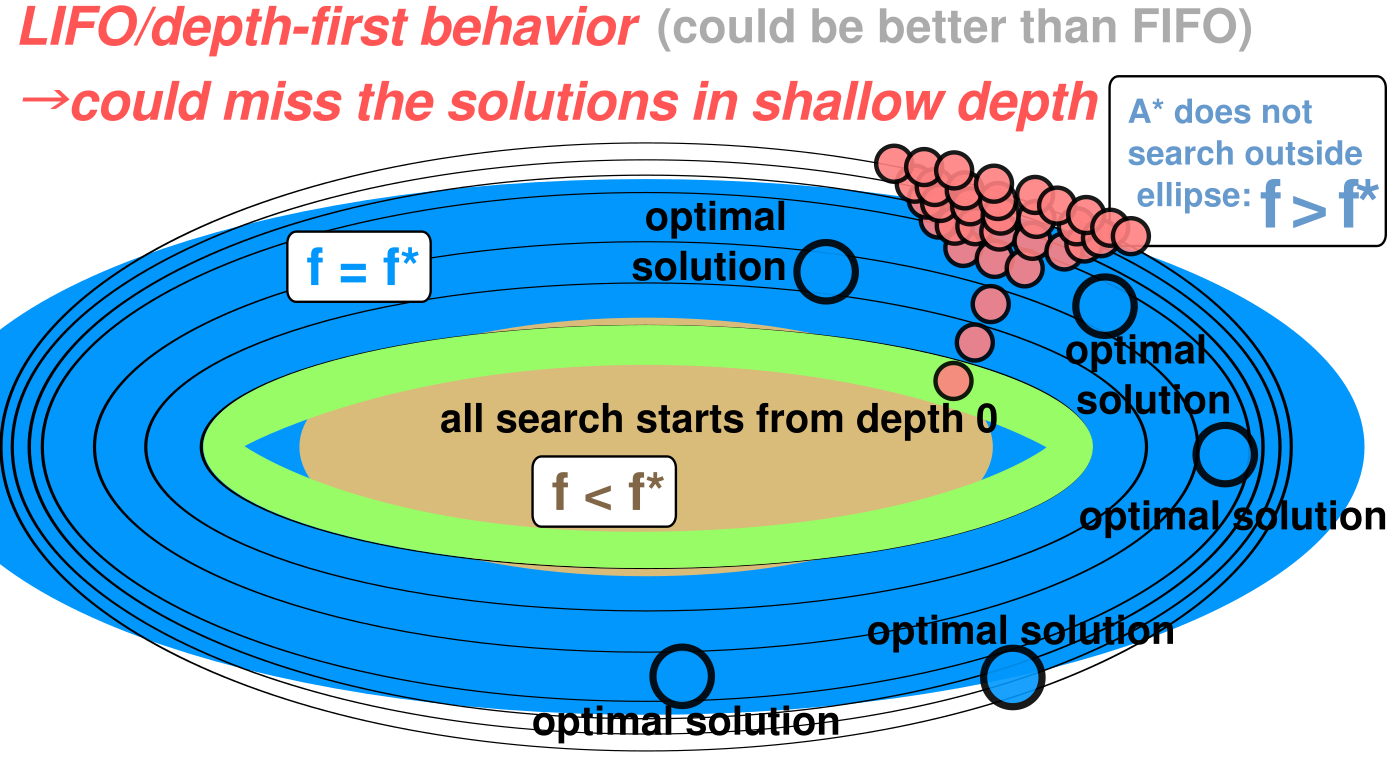 LIFO/depth-first behavior (could be better than FIFO)
→could miss the solutions in shallow depth
A* does not
search outside
ellipse: f > f*
optimal
solution
f = f*
optimal
solution
all search starts from depth 0
f < f*
optimal solution
optimal solution
optimal solution